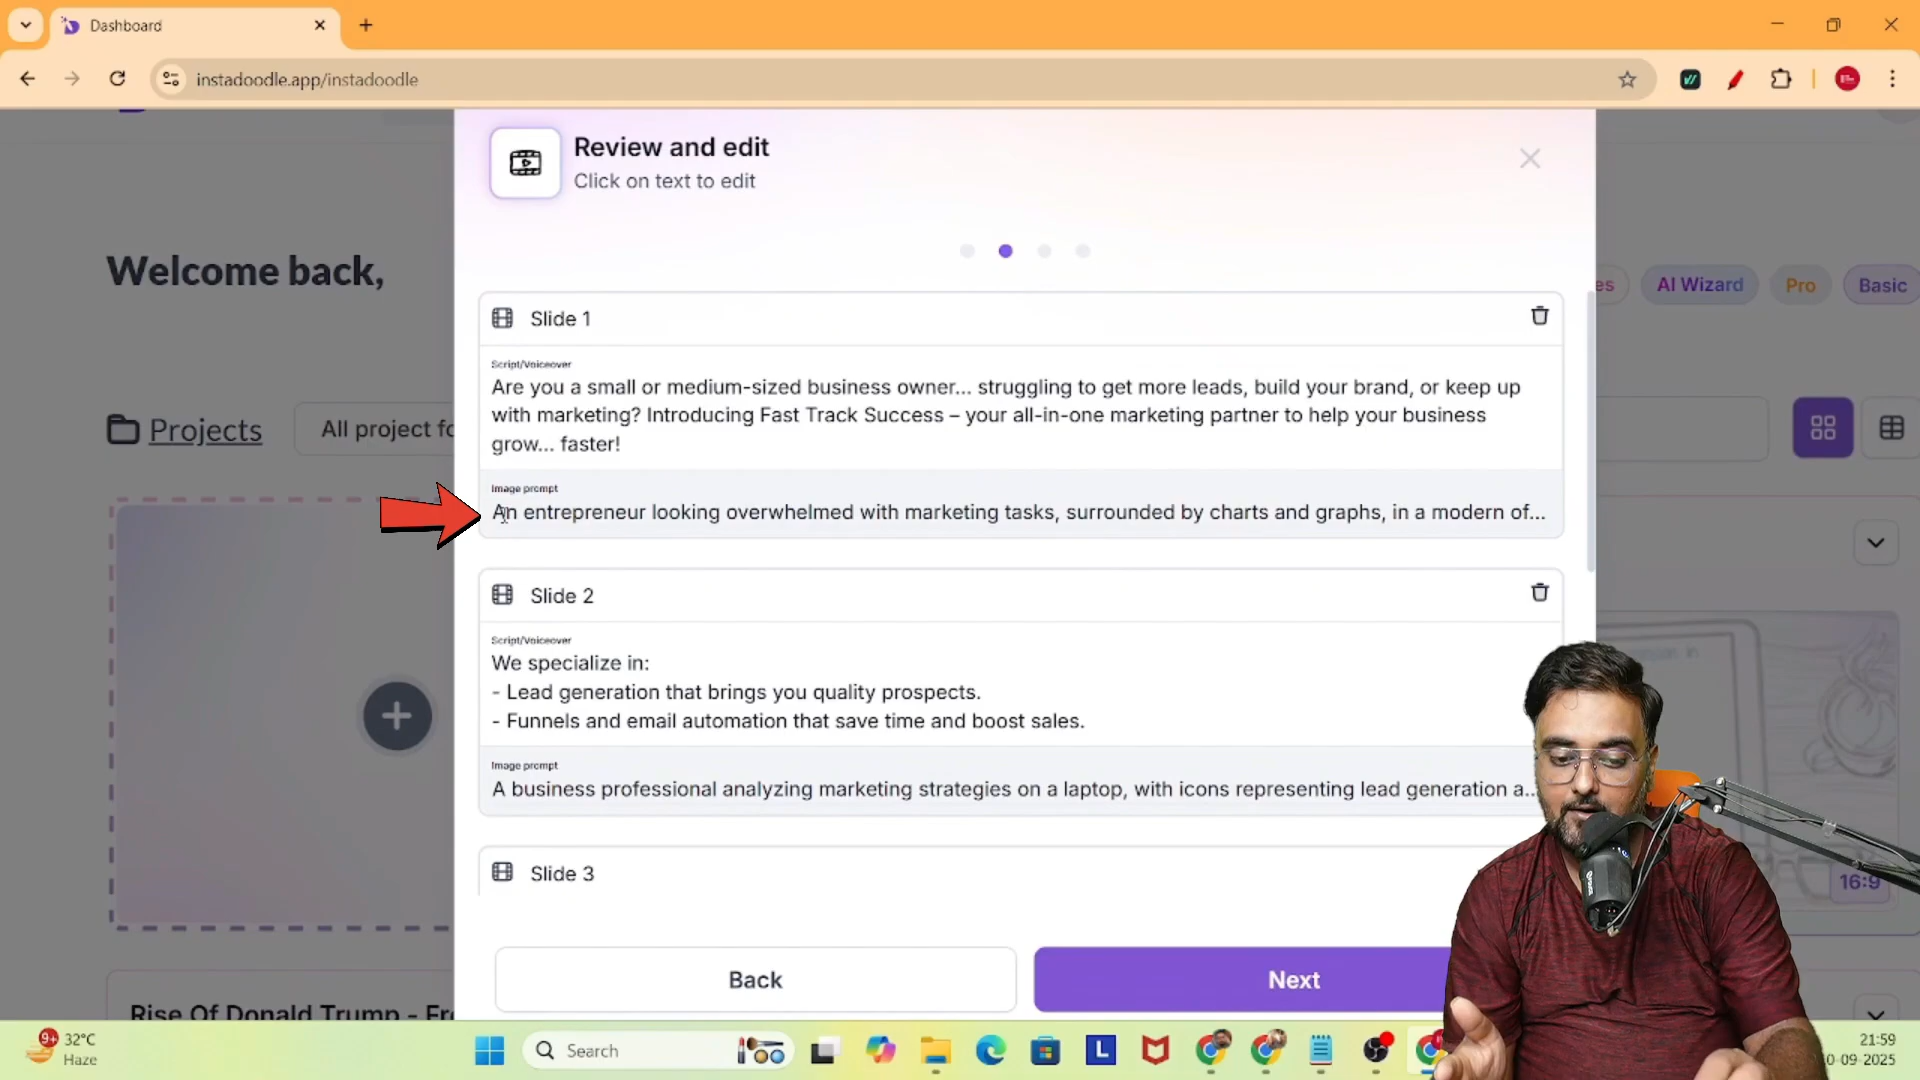 Dashboard
instadoodle.app/instadoodle
Review and edit
Click on text to edit
Welcome back,
AI Wizard
Pro
Basic
Slide 1
Script/Voiceover
Are you a small or medium-sized business owner... struggling to get more leads, build your brand, or keep up
with marketing? Introducing Fast Track Success – your all-in-one marketing partner to help your business
grow... faster!
Projects
All project fo
Image prompt
An entrepreneur looking overwhelmed with marketing tasks, surrounded by charts and graphs, in a modern of...
Slide 2
Script/Voiceover
We specialize in:
- Lead generation that brings you quality prospects.
- Funnels and email automation that save time and boost sales.
Image prompt
A business professional analyzing marketing strategies on a laptop, with icons representing lead generation a...
Slide 3
16:9
Back
Next
Rise Of Donald Trump - Fr
9+
32°C
Haze
Search
L
21:59
0-09-2025